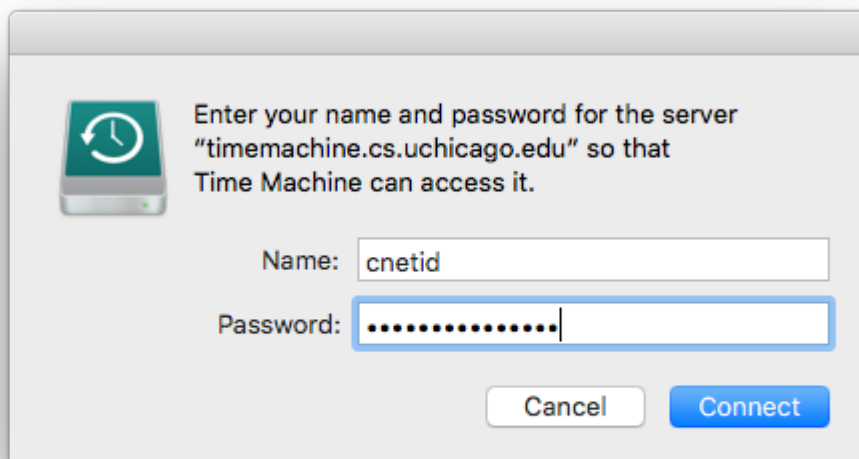 Enter your name and password for the server
“timemachine.cs.uchicago.edu” so that
Time Machine can access it.
Name: cnetid
Password: •••••••••••••••
Cancel Connect